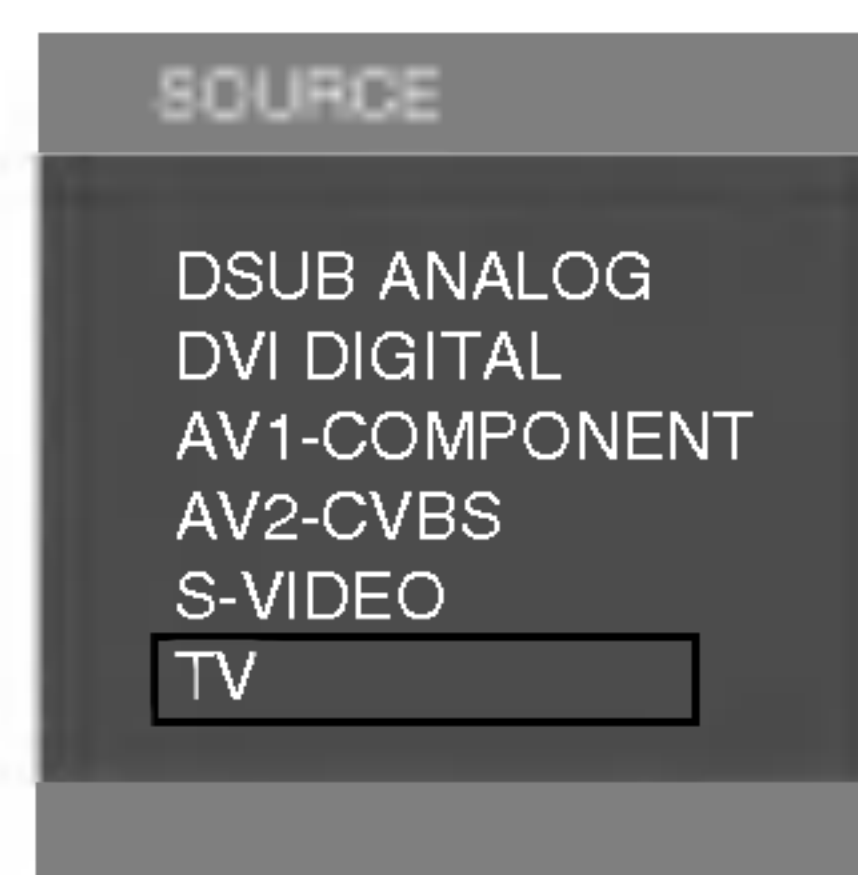 SOURCE
DSUB ANALOG
DVI DIGITAL
AV1-COMPONENT
AV2-CVBS
S-VIDEO
TV